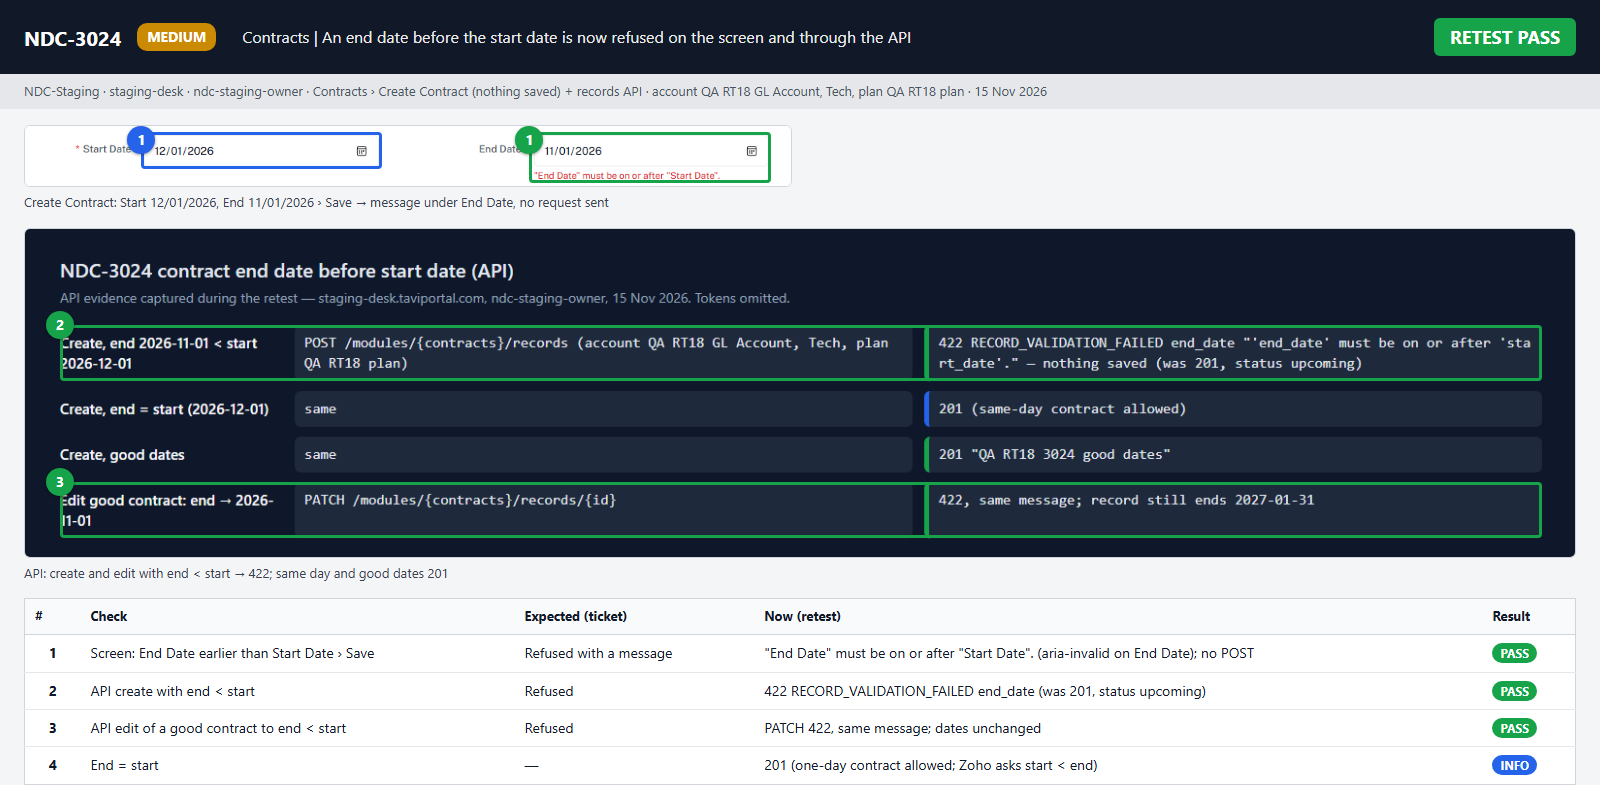 NDC-3024 MEDIUM Contracts | An end date before the start date is now refused on the screen and through the API RETEST PASS
NDC-Staging · staging-desk · ndc-staging-owner · Contracts › Create Contract (nothing saved) + records API · account QA RT18 GL Account, Tech, plan QA RT18 plan · 15 Nov 2026
1 1
* Start Date 12/01/2026 End Date 11/01/2026
"End Date" must be on or after "Start Date".
Create Contract: Start 12/01/2026, End 11/01/2026 › Save → message under End Date, no request sent
NDC-3024 contract end date before start date (API)
API evidence captured during the retest — staging-desk.taviportal.com, ndc-staging-owner, 15 Nov 2026. Tokens omitted.
2
Create, end 2026-11-01 < start
2026-12-01
POST /modules/{contracts}/records (account QA RT18 GL Account, Tech, plan
QA RT18 plan)
422 RECORD_VALIDATION_FAILED end_date "'end_date' must be on or after 'sta
rt_date'." — nothing saved (was 201, status upcoming)
Create, end = start (2026-12-01) same 201 (same-day contract allowed)
Create, good dates same 201 "QA RT18 3024 good dates"
3
Edit good contract: end → 2026-
11-01
PATCH /modules/{contracts}/records/{id}
422, same message; record still ends 2027-01-31
API: create and edit with end < start → 422; same day and good dates 201
# Check Expected (ticket) Now (retest) Result
1 Screen: End Date earlier than Start Date › Save Refused with a message "End Date" must be on or after "Start Date". (aria-invalid on End Date); no POST PASS
2 API create with end < start Refused 422 RECORD_VALIDATION_FAILED end_date (was 201, status upcoming) PASS
3 API edit of a good contract to end < start Refused PATCH 422, same message; dates unchanged PASS
4 End = start — 201 (one-day contract allowed; Zoho asks start < end) INFO